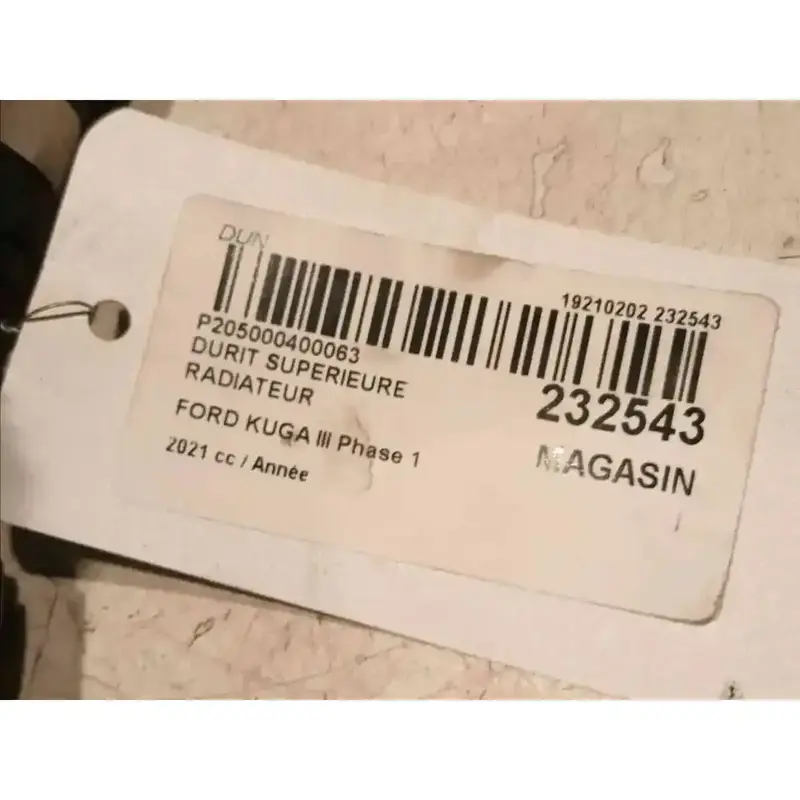 DUN
19210202 232543
P205000400063
DURIT SUPERIEURE
RADIATEUR
232543
FORD KUGA III Phase 1
MAGASIN
2021 cc / Année